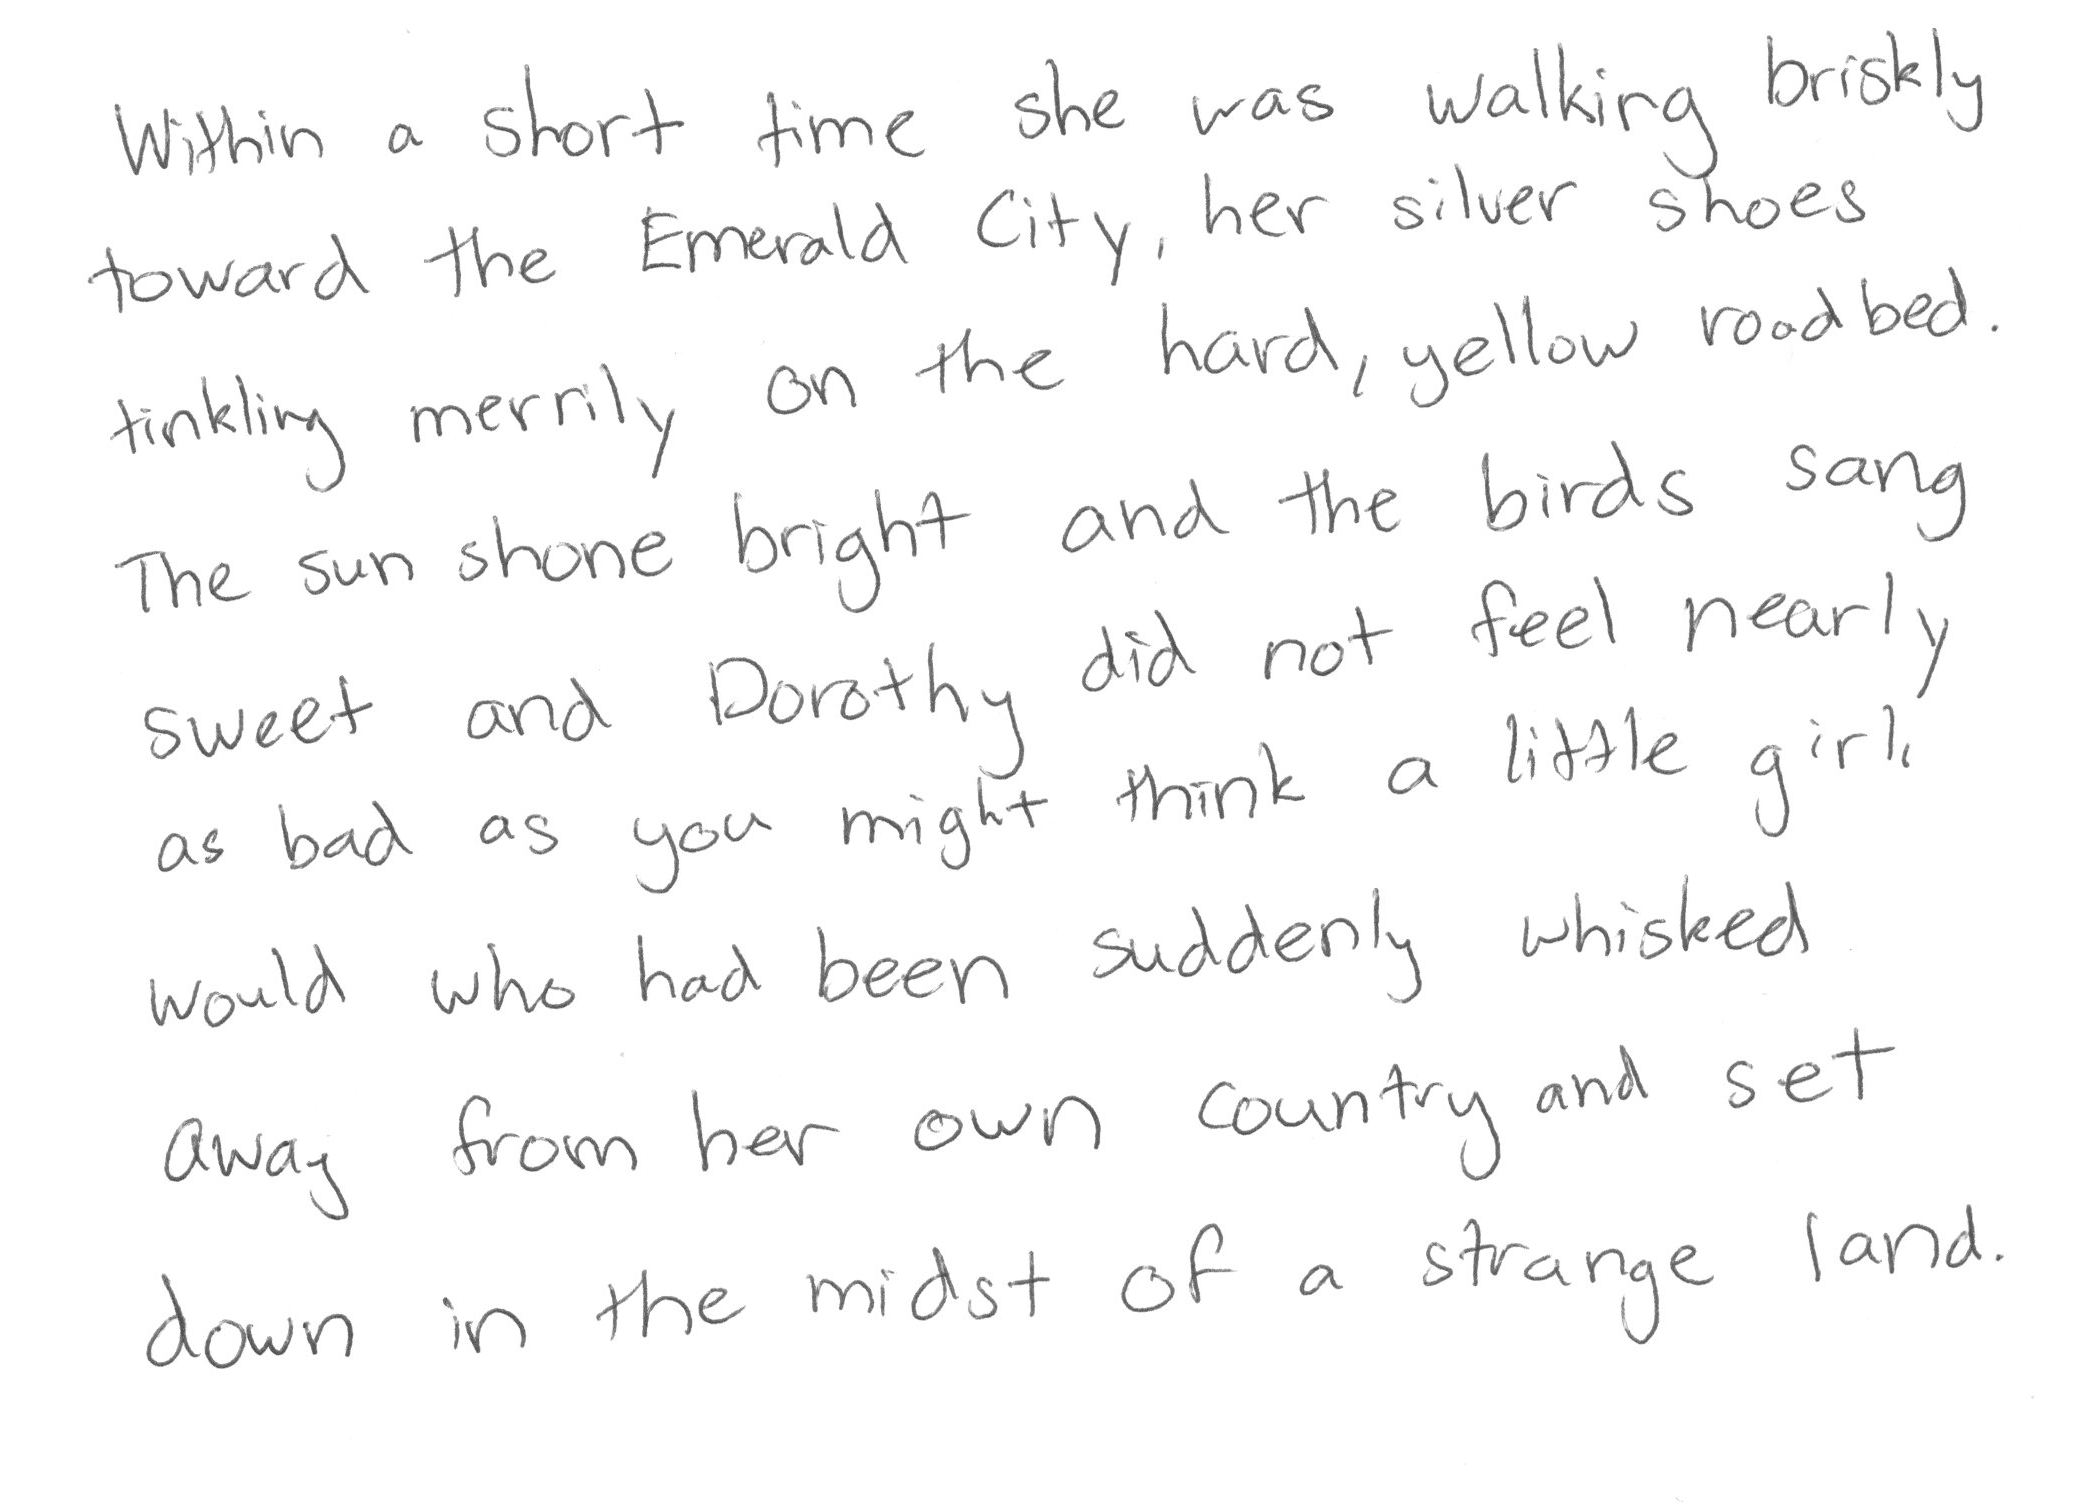 Within a short time she was walking briskly
toward the Emerald City, her silver shoes
tinkling merrily on the hard, yellow roadbed.
The sun shone bright and the birds sang
sweet and Dorothy did not feel nearly
as bad as you might think a little girl,
would who had been suddenly whisked
away from her own country and set
down in the midst of a strange land.